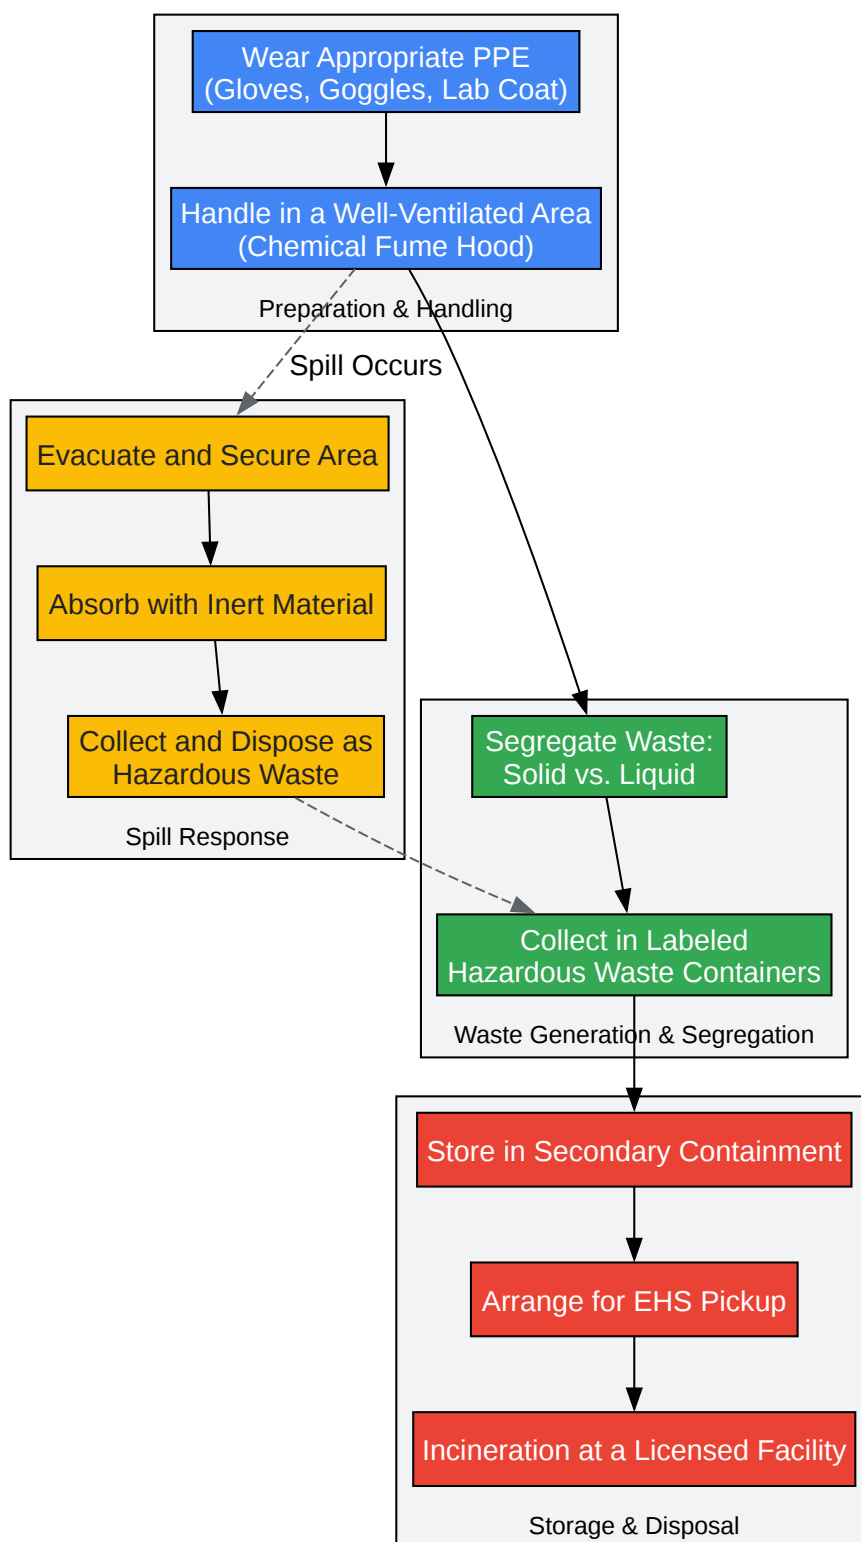 Wear Appropriate PPE
(Gloves, Goggles, Lab Coat)
Handle in a Well-Ventilated Area
(Chemical Fume Hood)
Preparation & Handling
Spill Occurs
Evacuate and Secure Area
Absorb with Inert Material
Collect and Dispose as
Hazardous Waste
Spill Response
Segregate Waste:
Solid vs. Liquid
Collect in Labeled
Hazardous Waste Containers
Waste Generation & Segregation
Store in Secondary Containment
Arrange for EHS Pickup
Incineration at a Licensed Facility
Storage & Disposal